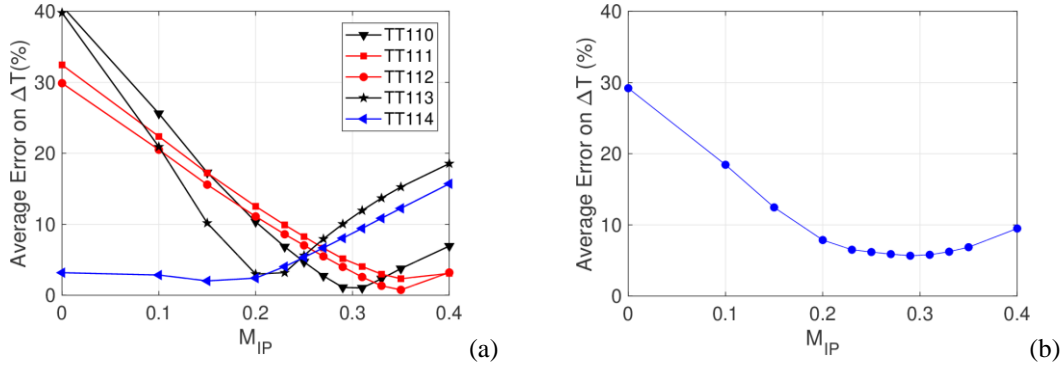 Average Error on ΔT(%)
40
30
20
10
0
0
0.1
0.2
0.3
0.4
M_IP
TT110
TT111
TT112
TT113
TT114
(a)
Average Error on ΔT (%)
40
30
20
10
0
0
0.1
0.2
0.3
0.4
M_IP
(b)